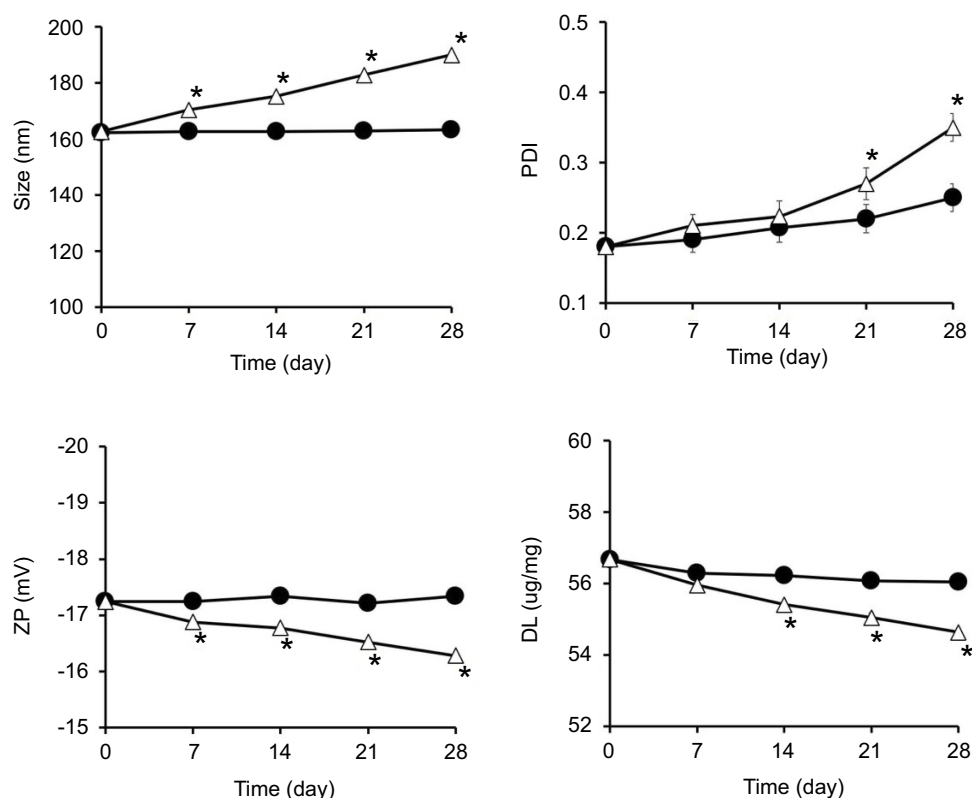 200
180
160
140
120
100
Size (nm)
*
*
*
*
0 7 14 21 28
Time (day)
0.5
0.4
0.3
0.2
0.1
PDI
*
*
0 7 14 21 28
Time (day)
-20
-19
-18
-17
-16
-15
ZP (mV)
*
*
*
*
0 7 14 21 28
Time (day)
60
58
56
54
52
DL (ug/mg)
*
*
*
0 7 14 21 28
Time (day)